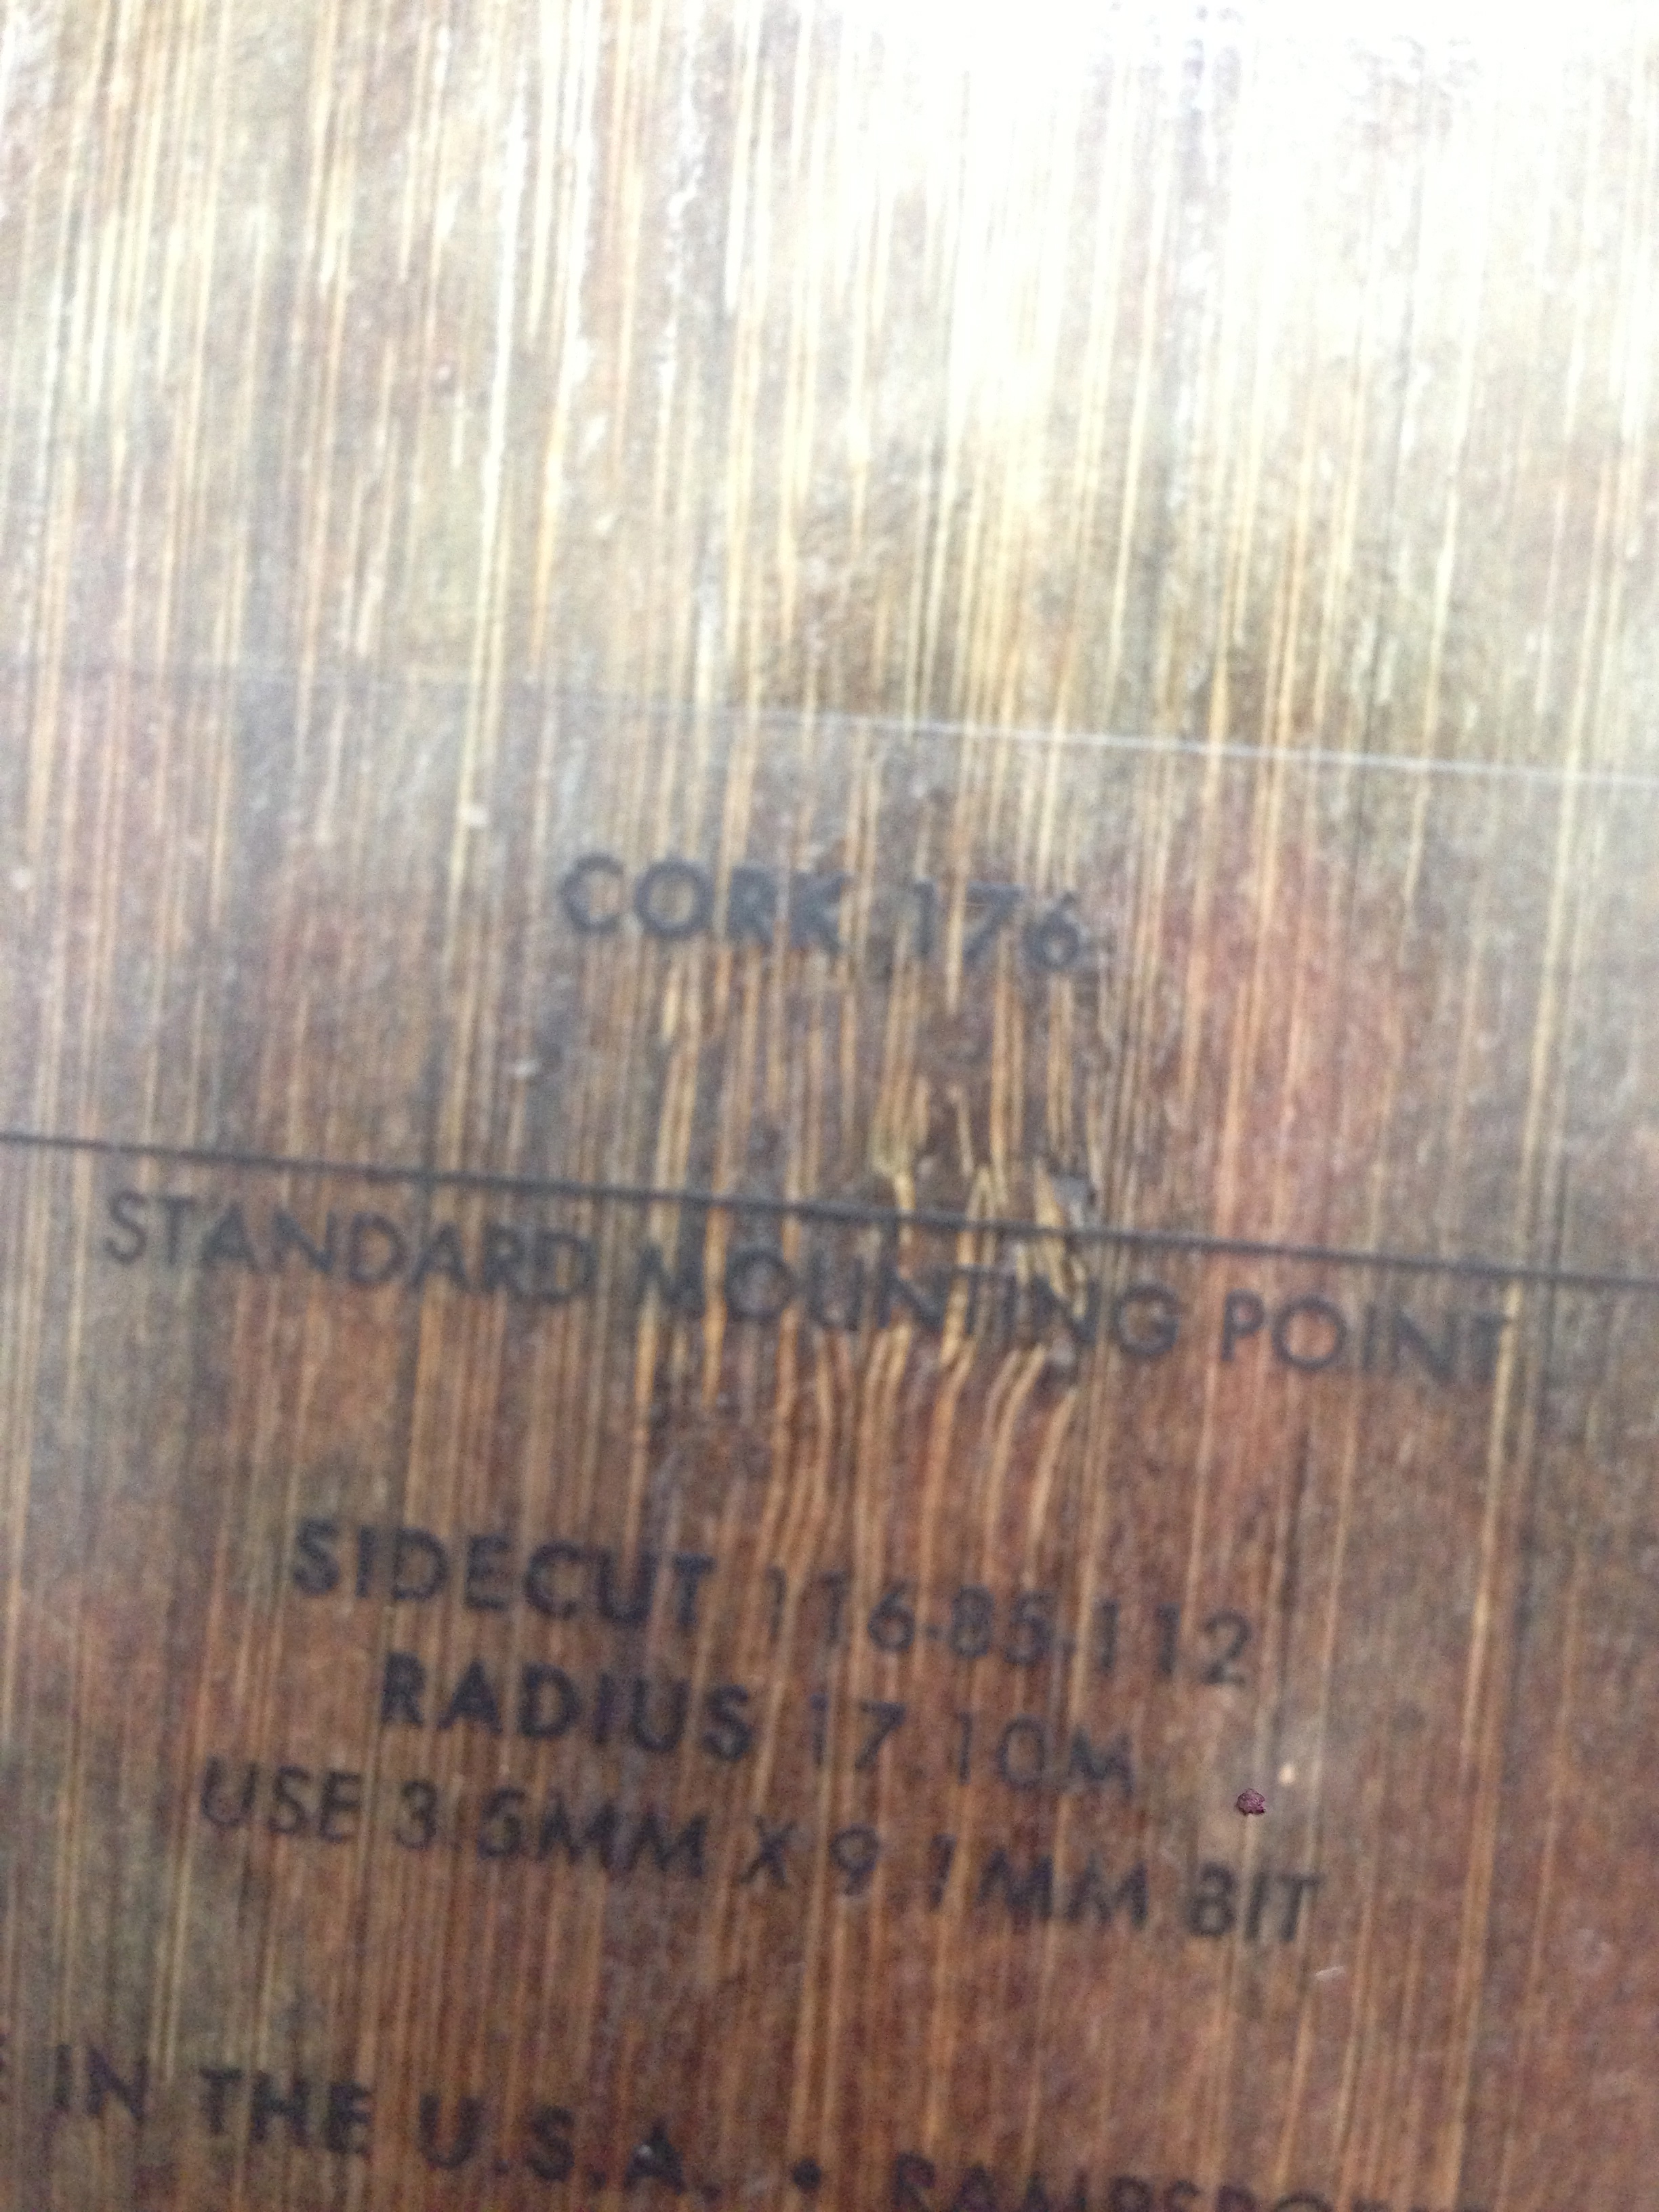 CORK 176
STANDARD MOUNTING POINT
SIDECUT 116-85-112
RADIUS 17.10M
USE 3.5MM X 9.1MM BIT
IN THE U.S.A. •